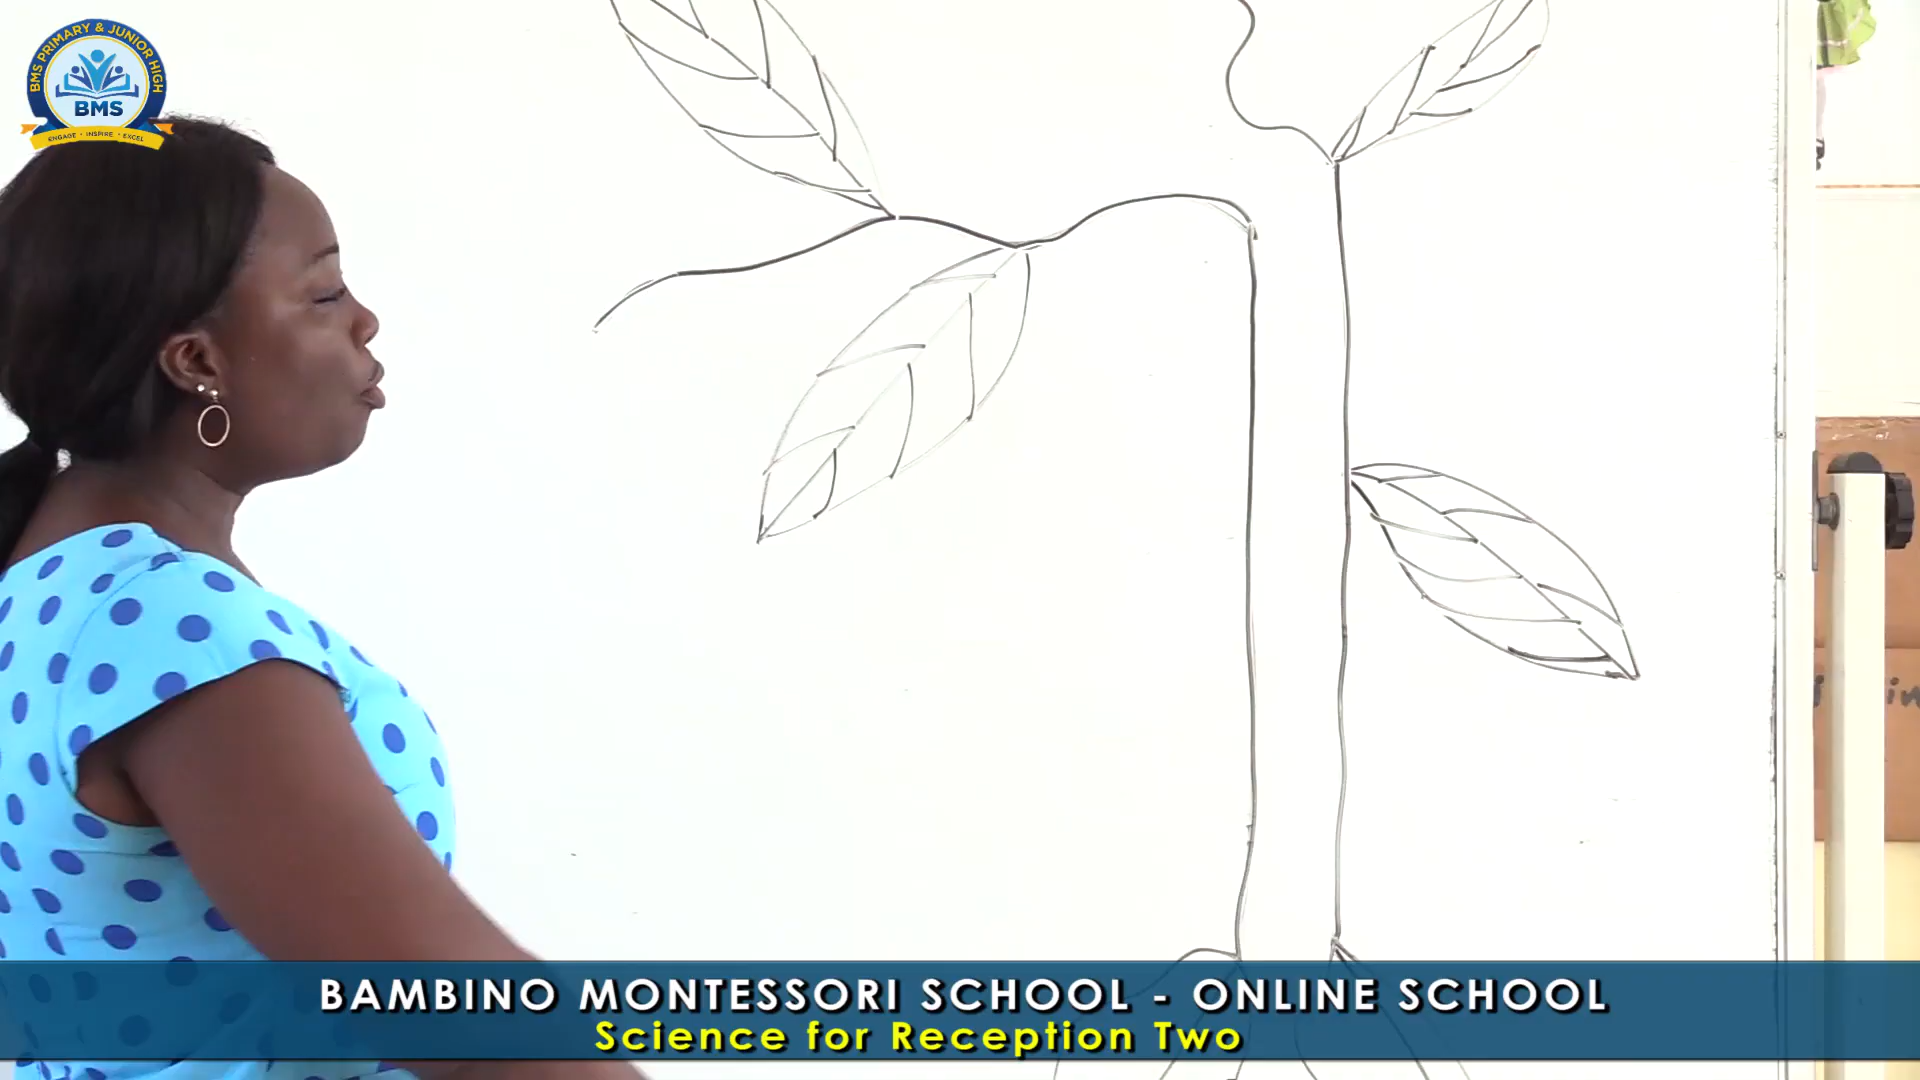 BMS PRIMARY & JUNIOR HIGH
BMS
ENGAGE • INSPIRE • EXCEL
BAMBINO MONTESSORI SCHOOL - ONLINE SCHOOL
Science for Reception Two